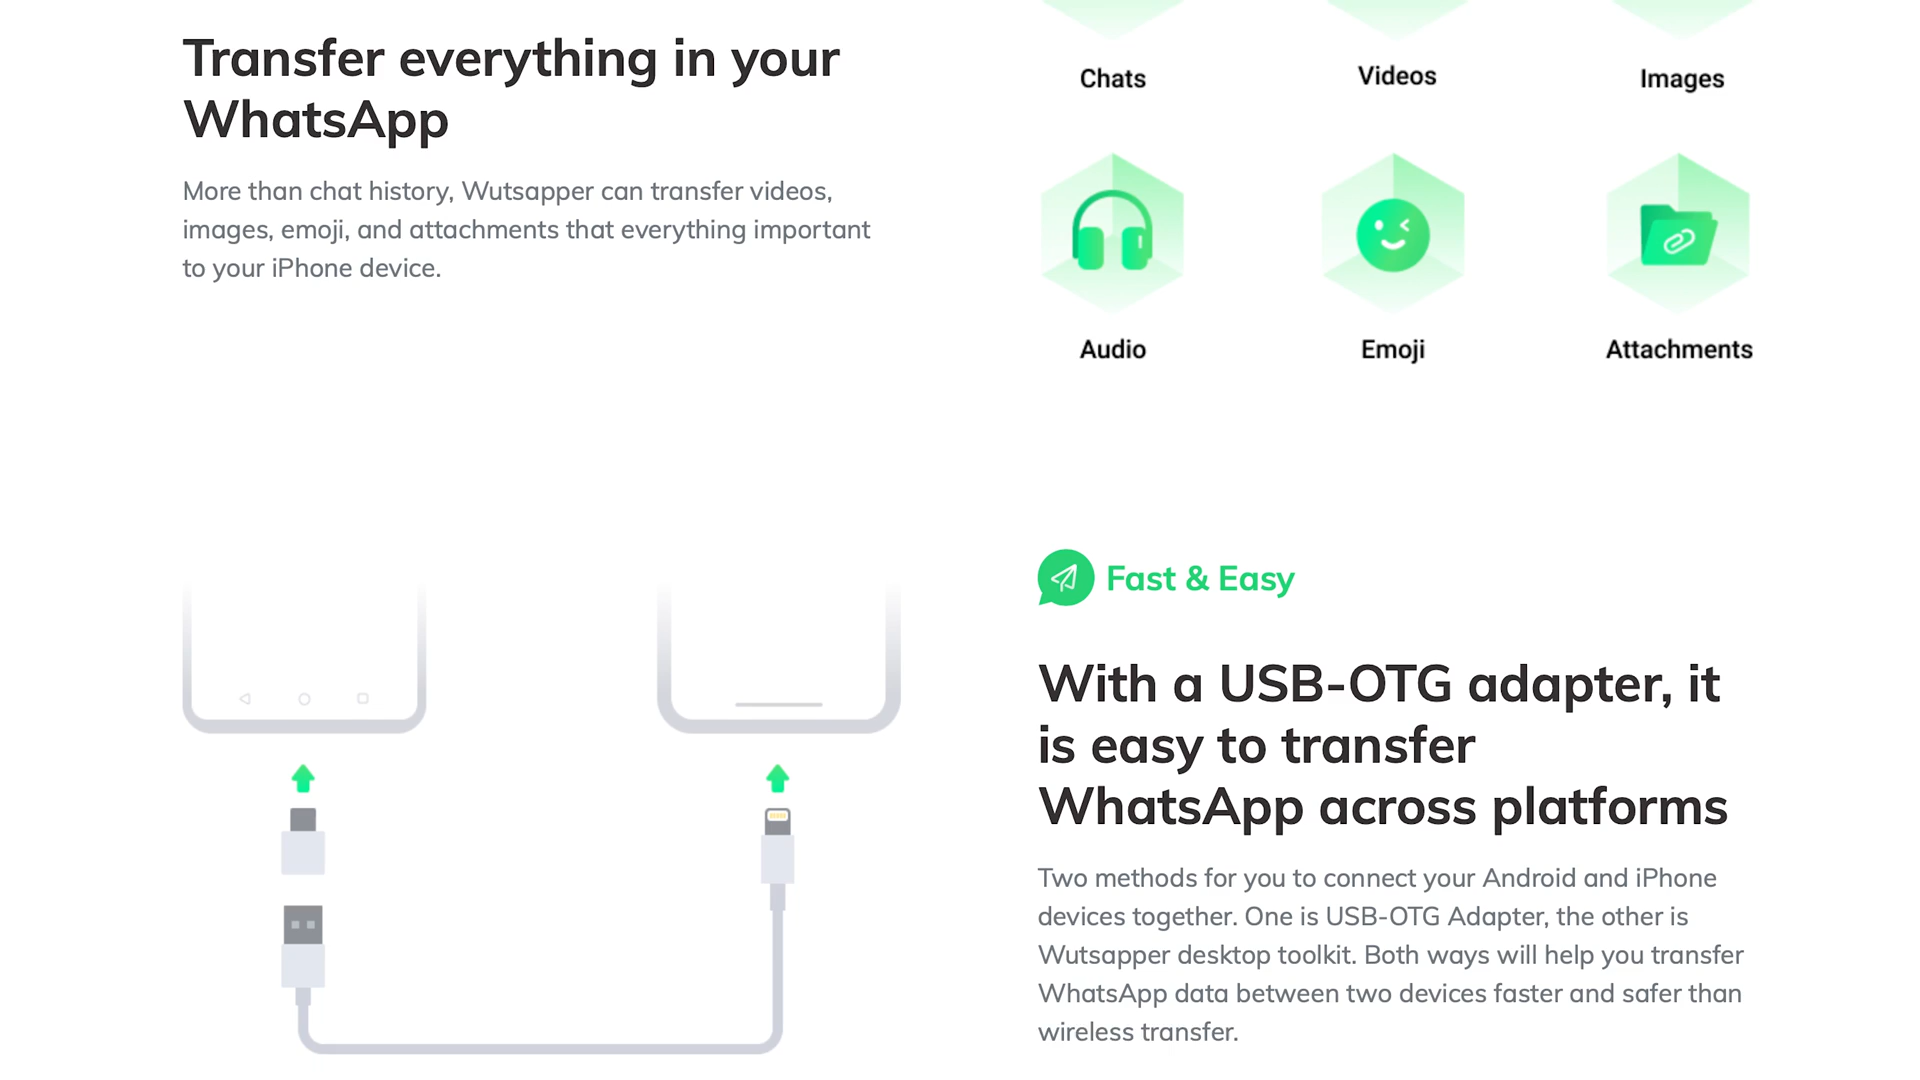 Transfer everything in your
WhatsApp
More than chat history, Wutsapper can transfer videos,
images, emoji, and attachments that everything important
to your iPhone device.
Chats
Videos
Images
Audio
Emoji
Attachments
Fast & Easy
With a USB-OTG adapter, it
is easy to transfer
WhatsApp across platforms
Two methods for you to connect your Android and iPhone
devices together. One is USB-OTG Adapter, the other is
Wutsapper desktop toolkit. Both ways will help you transfer
WhatsApp data between two devices faster and safer than
wireless transfer.